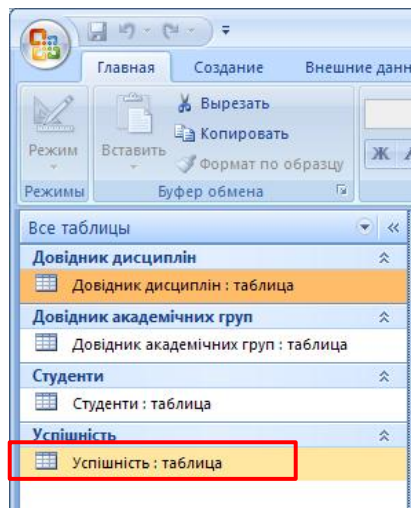 Главная Создание Внешние данн
Вырезать
Копировать
Формат по образцу
Режим
Вставить
Ж
Режимы Буфер обмена
Все таблицы
Довідник дисциплін
Довідник дисциплін : таблица
Довідник академічних груп
Довідник академічних груп : таблица
Студенти
Студенти : таблица
Успішність
Успішність : таблица